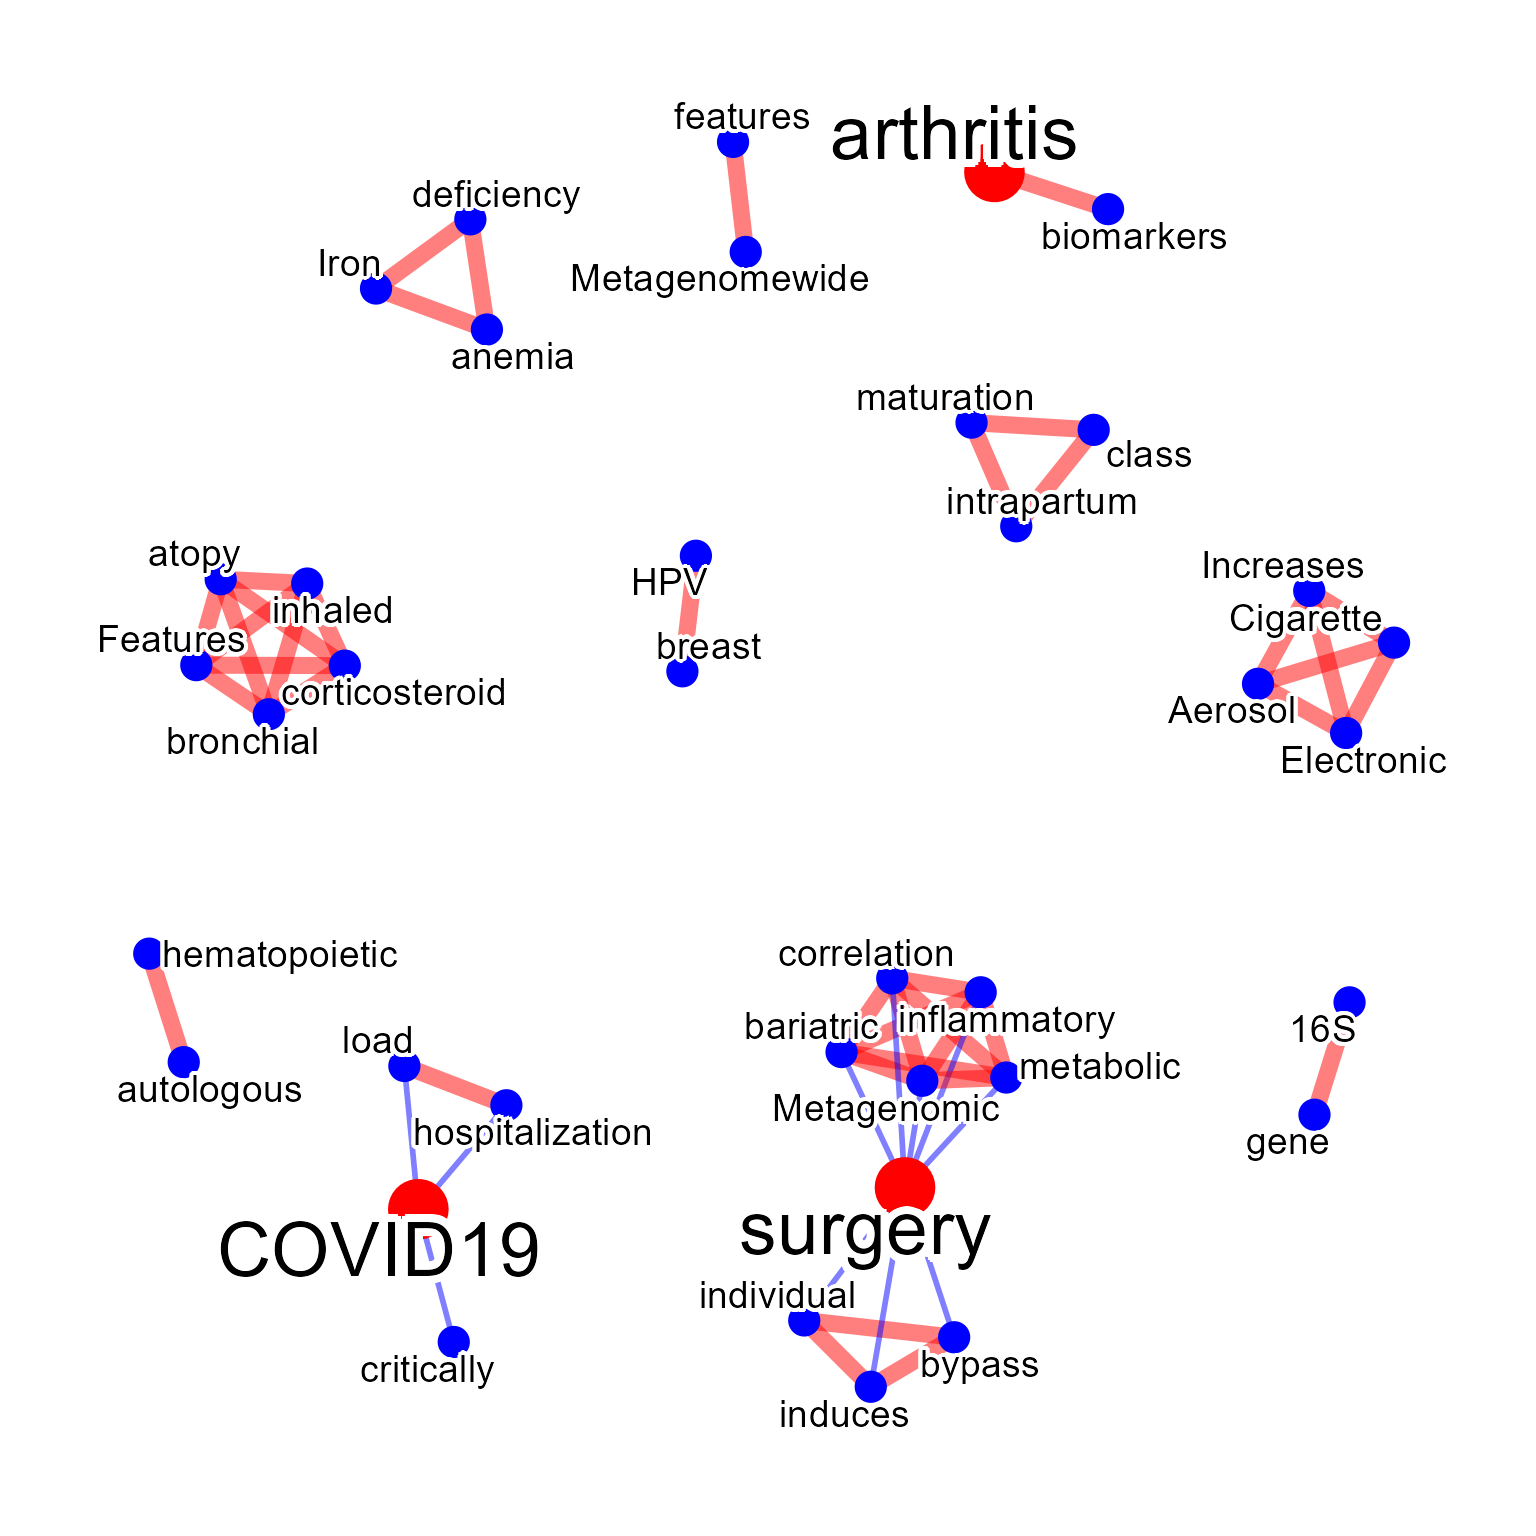 features
arthritis
deficiency
biomarkers
Iron
Metagenomewide
anemia
maturation
class
intrapartum
atopy
HPV
Increases
inhaled
Cigarette
Features
breast
corticosteroid
Aerosol
bronchial
Electronic
correlation
hematopoietic
bariatric
inflammatory
16S
load
metabolic
autologous
Metagenomic
hospitalization
gene
surgery
COVID19
individual
critically
bypass
induces